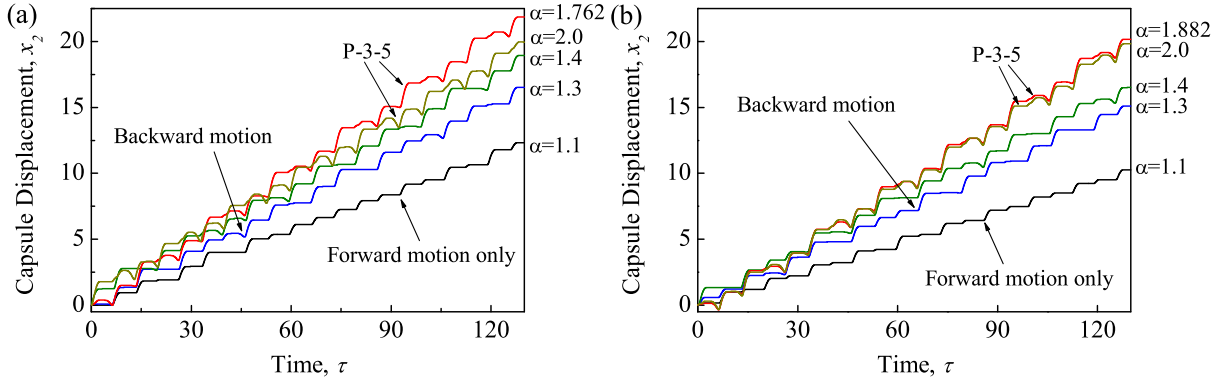 (a)
20
15
10
5
0
0
30
60
90
120
Capsule Displacement, x₂
Time, τ
P-3-5
Backward motion
Forward motion only
α=1.762
α=2.0
α=1.4
α=1.3
α=1.1
(b)
20
15
10
5
0
0
30
60
90
120
Capsule Displacement, x₂
Time, τ
P-3-5
Backward motion
Forward motion only
α=1.882
α=2.0
α=1.4
α=1.3
α=1.1